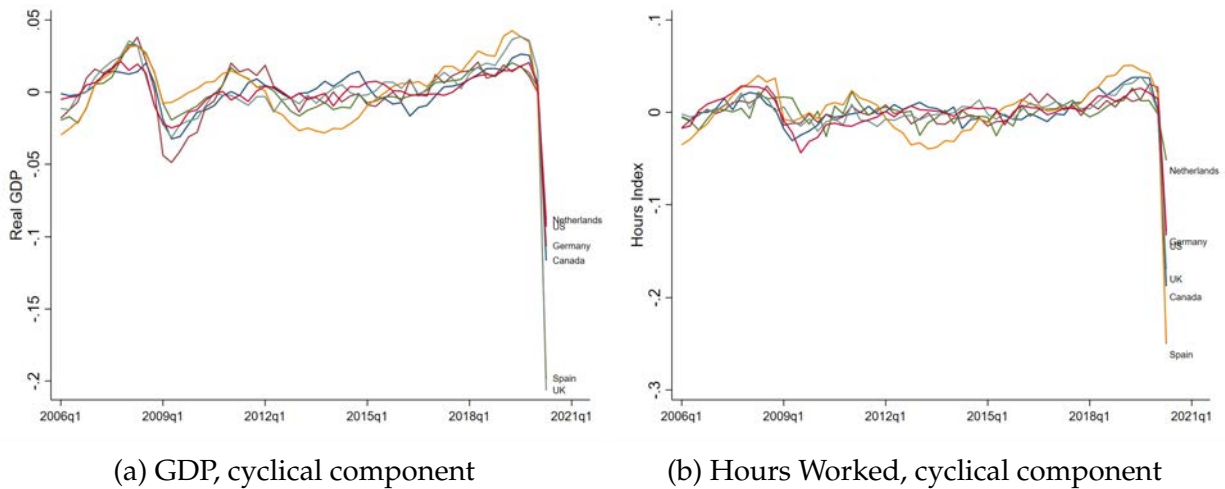 .05
0
-.05
-.1
-.15
-.2
Real GDP
Netherlands
US
Germany
Canada
Spain
UK
2006q1 2009q1 2012q1 2015q1 2018q1 2021q1
(a) GDP, cyclical component
.1
0
-.1
-.2
-.3
Hours Index
Netherlands
Germany
US
UK
Canada
Spain
2006q1 2009q1 2012q1 2015q1 2018q1 2021q1
(b) Hours Worked, cyclical component